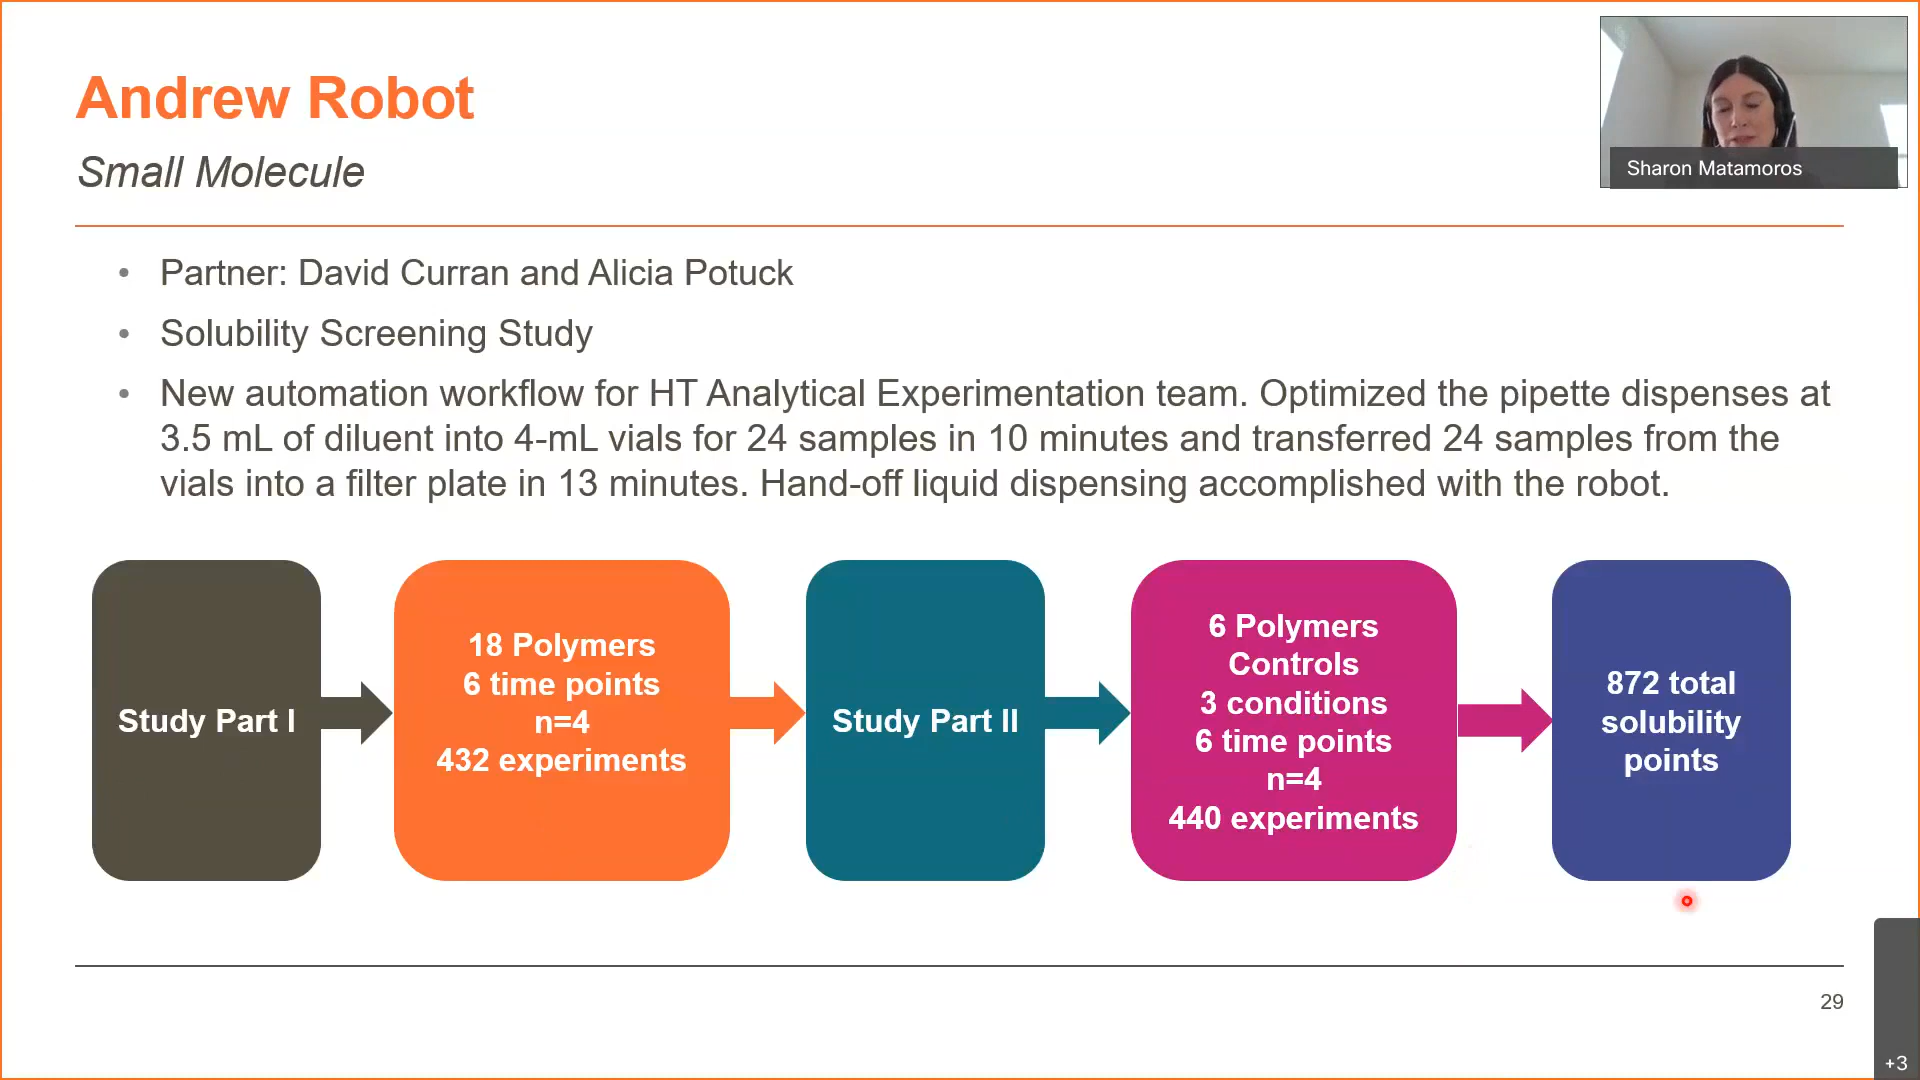 Andrew Robot
Small Molecule
Sharon Matamoros
• Partner: David Curran and Alicia Potuck
• Solubility Screening Study
• New automation workflow for HT Analytical Experimentation team. Optimized the pipette dispenses at
3.5 mL of diluent into 4-mL vials for 24 samples in 10 minutes and transferred 24 samples from the
vials into a filter plate in 13 minutes. Hand-off liquid dispensing accomplished with the robot.
Study Part I
18 Polymers
6 time points
n=4
432 experiments
Study Part II
6 Polymers
Controls
3 conditions
6 time points
n=4
440 experiments
872 total
solubility
points
29
+3